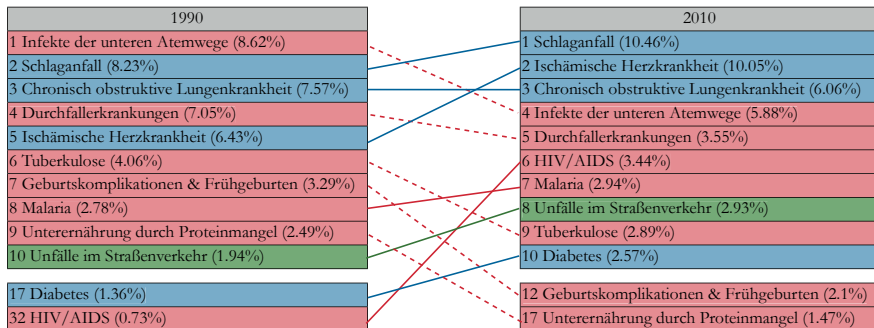 1990
1 Infekte der unteren Atemwege (8.62%)
2 Schlaganfall (8.23%)
3 Chronisch obstruktive Lungenkrankheit (7.57%)
4 Durchfallerkrankungen (7.05%)
5 Ischämische Herzkrankheit (6.43%)
6 Tuberkulose (4.06%)
7 Geburtskomplikationen & Frühgeburten (3.29%)
8 Malaria (2.78%)
9 Unterernährung durch Proteinmangel (2.49%)
10 Unfälle im Straßenverkehr (1.94%)
17 Diabetes (1.36%)
32 HIV/AIDS (0.73%)
2010
1 Schlaganfall (10.46%)
2 Ischämische Herzkrankheit (10.05%)
3 Chronisch obstruktive Lungenkrankheit (6.06%)
4 Infekte der unteren Atemwege (5.88%)
5 Durchfallerkrankungen (3.55%)
6 HIV/AIDS (3.44%)
7 Malaria (2.94%)
8 Unfälle im Straßenverkehr (2.93%)
9 Tuberkulose (2.89%)
10 Diabetes (2.57%)
12 Geburtskomplikationen & Frühgeburten (2.1%)
17 Unterernährung durch Proteinmangel (1.47%)